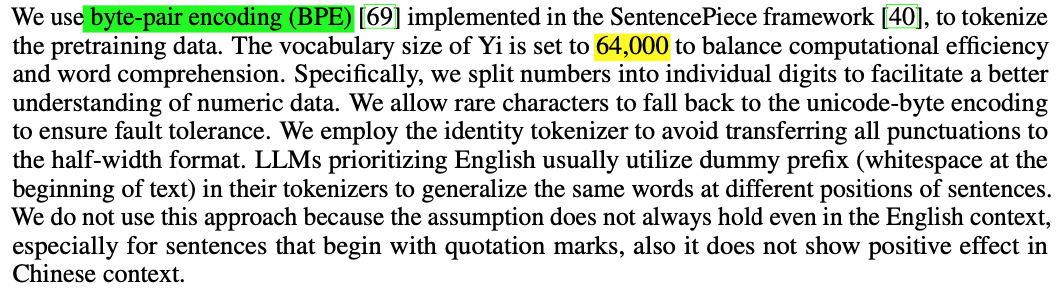 We use byte-pair encoding (BPE) [69] implemented in the SentencePiece framework [40], to tokenize
the pretraining data. The vocabulary size of Yi is set to 64,000 to balance computational efficiency
and word comprehension. Specifically, we split numbers into individual digits to facilitate a better
understanding of numeric data. We allow rare characters to fall back to the unicode-byte encoding
to ensure fault tolerance. We employ the identity tokenizer to avoid transferring all punctuations to
the half-width format. LLMs prioritizing English usually utilize dummy prefix (whitespace at the
beginning of text) in their tokenizers to generalize the same words at different positions of sentences.
We do not use this approach because the assumption does not always hold even in the English context,
especially for sentences that begin with quotation marks, also it does not show positive effect in
Chinese context.